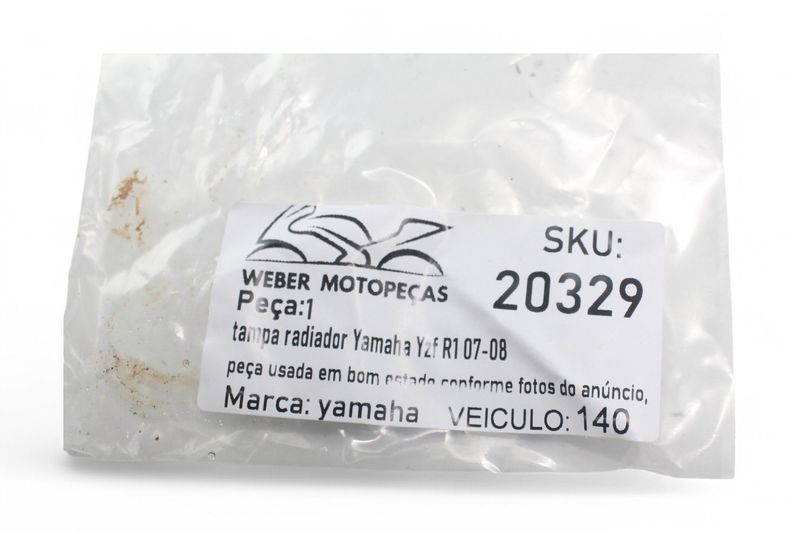 WEBER MOTOPEÇAS
SKU:
20329
Peça:1
tampa radiador Yamaha Yzf R1 07-08
peça usada em bom estado conforme fotos do anúncio,
Marca: yamaha VEICULO: 140